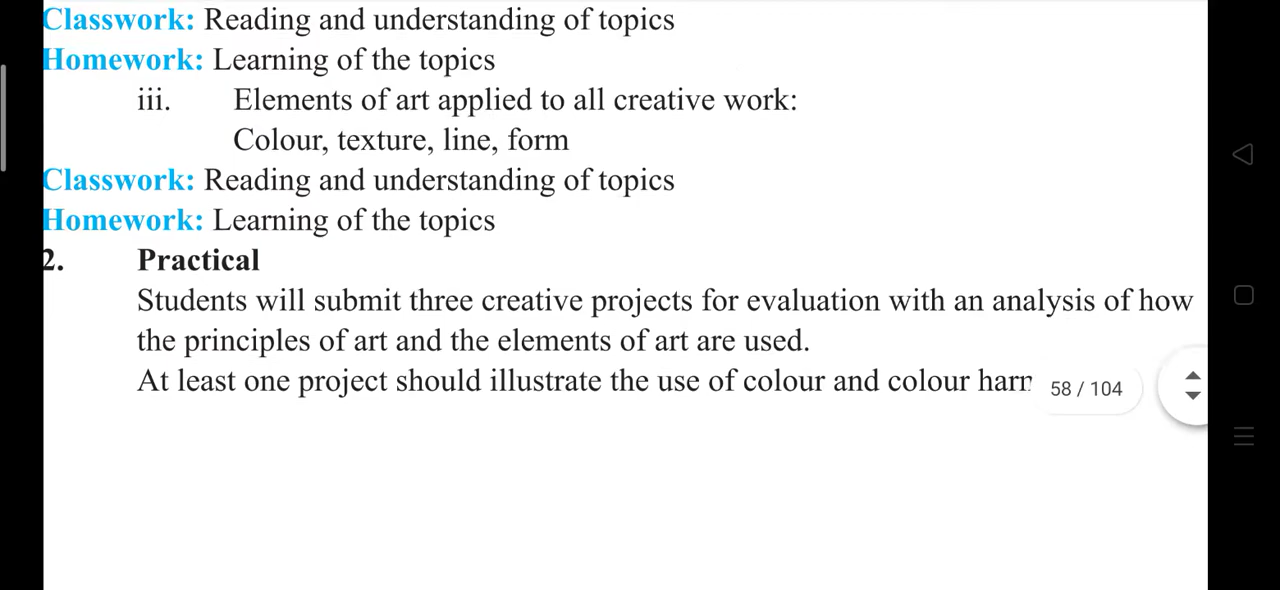 Classwork: Reading and understanding of topics
Homework: Learning of the topics
iii. Elements of art applied to all creative work:
Colour, texture, line, form
Classwork: Reading and understanding of topics
Homework: Learning of the topics
2. Practical
Students will submit three creative projects for evaluation with an analysis of how
the principles of art and the elements of art are used.
At least one project should illustrate the use of colour and colour
58 / 104